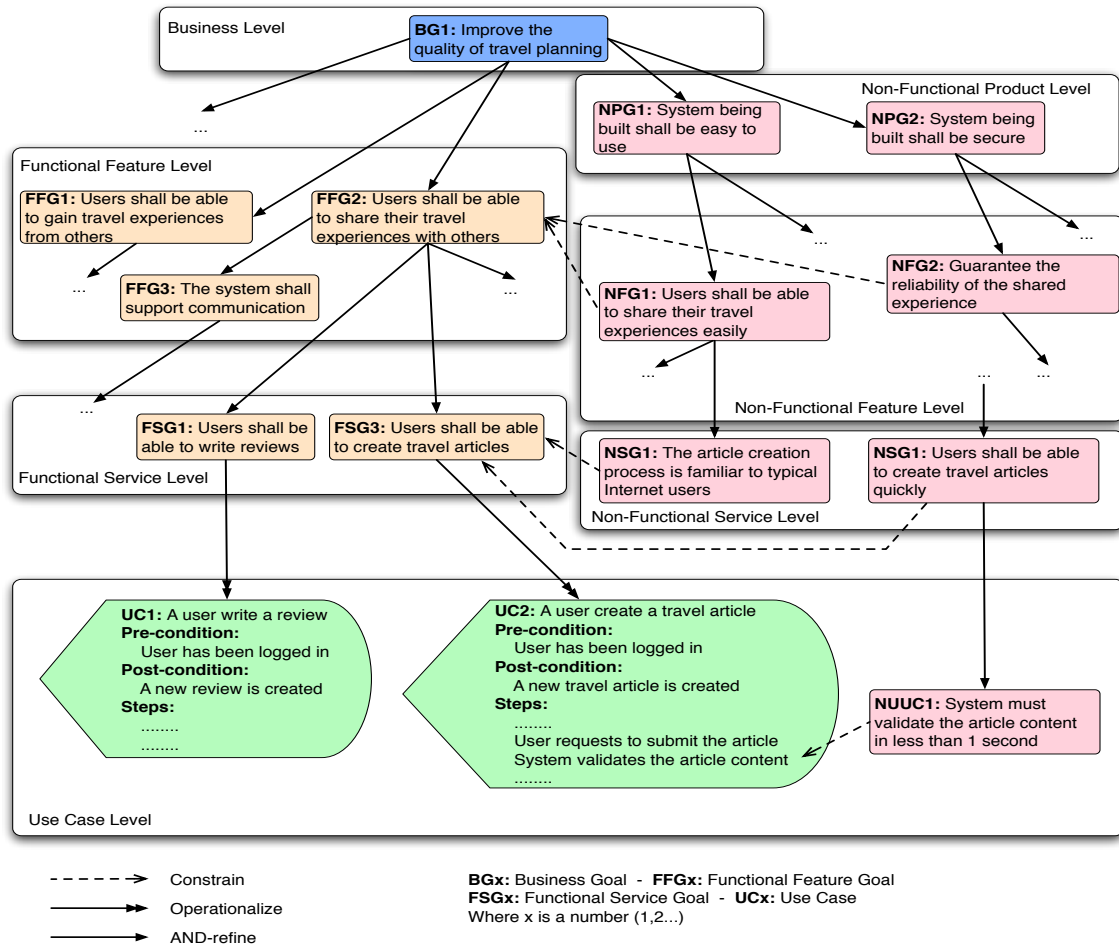 Business Level
BG1: Improve the
quality of travel planning
Non-Functional Product Level
NPG1: System being
built shall be easy to
use
NPG2: System being
built shall be secure
...
Functional Feature Level
FFG1: Users shall be able
to gain travel experiences
from others
FFG2: Users shall be able
to share their travel
experiences with others
...
...
FFG3: The system shall
support communication
...
...
...
NFG1: Users shall be able
to share their travel
experiences easily
NFG2: Guarantee the
reliability of the shared
experience
...
...
...
Non-Functional Feature Level
...
FSG1: Users shall be
able to write reviews
FSG3: Users shall be able
to create travel articles
Functional Service Level
NSG1: The article creation
process is familiar to typical
Internet users
NSG1: Users shall be able
to create travel articles
quickly
Non-Functional Service Level
UC1: A user write a review
Pre-condition:
User has been logged in
Post-condition:
A new review is created
Steps:
........
........
UC2: A user create a travel article
Pre-condition:
User has been logged in
Post-condition:
A new travel article is created
Steps:
........
User requests to submit the article
System validates the article content
........
NUUC1: System must
validate the article content
in less than 1 second
Use Case Level
Constrain
Operationalize
AND-refine
BGx: Business Goal - FFGx: Functional Feature Goal
FSGx: Functional Service Goal - UCx: Use Case
Where x is a number (1,2...)